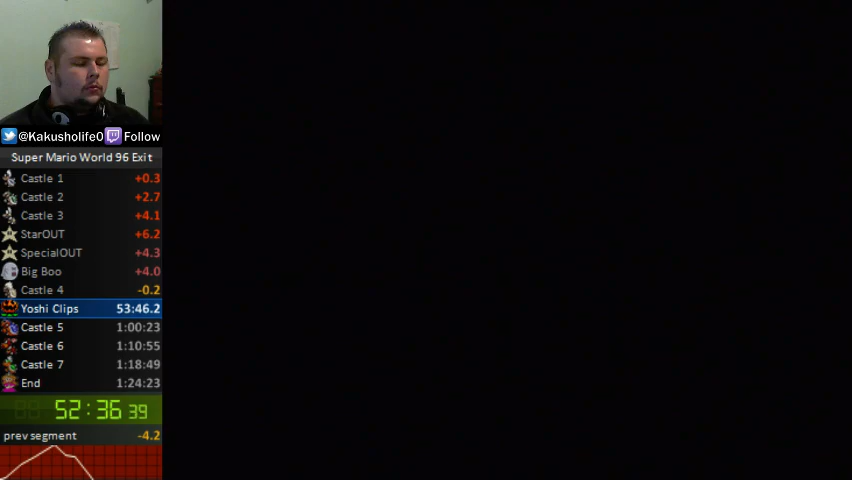 @Kakusholife0 Follow
Super Mario World 96 Exit
Castle 1 +0.3
Castle 2 +2.7
Castle 3 +4.1
StarOUT +6.2
SpecialOUT +4.3
Big Boo +4.0
Castle 4 -0.2
Yoshi Clips 53:46.2
Castle 5 1:00:23
Castle 6 1:10:55
Castle 7 1:18:49
End 1:24:23
52:36 39
prev segment -4.2